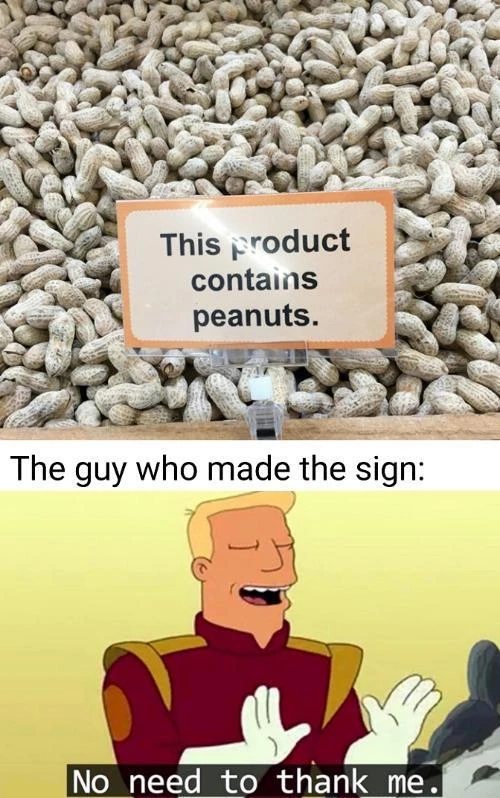 This product
contains
peanuts.
The guy who made the sign:
No need to thank me.